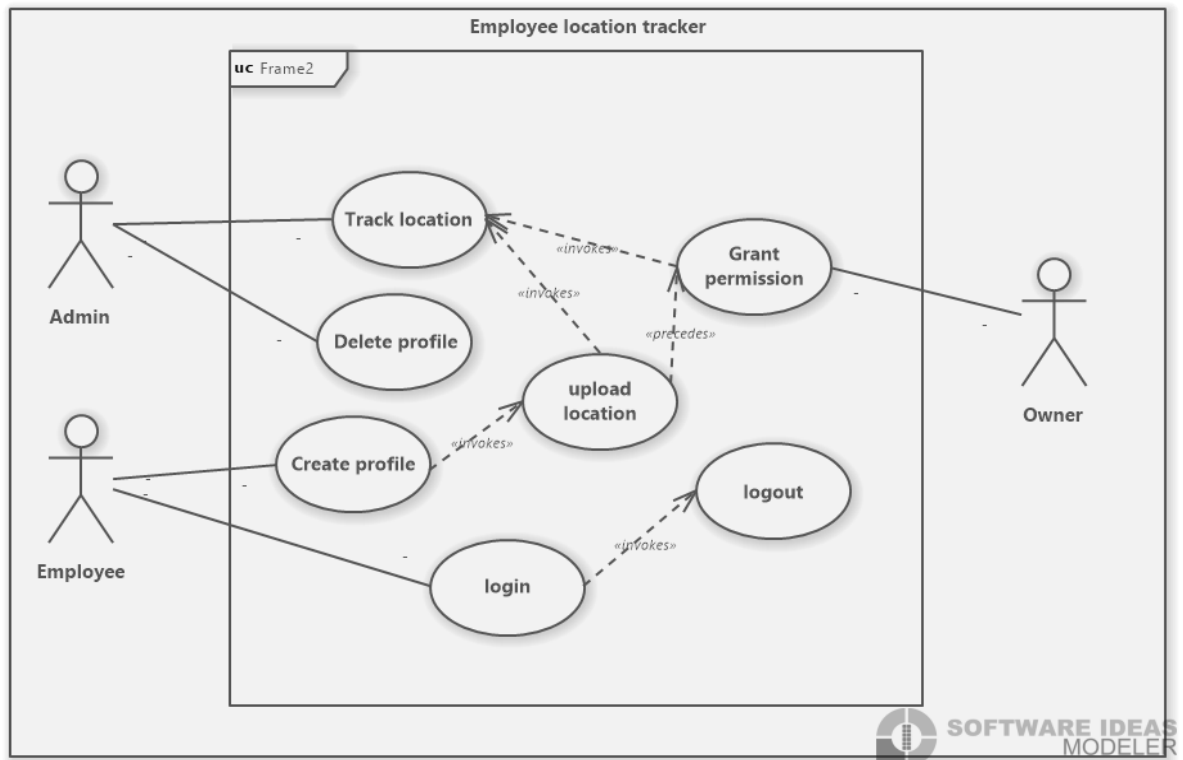 Employee location tracker
uc Frame2
Track location
«invokes»
Grant
permission
«invokes»
Admin
Delete profile
«precedes»
upload
location
Owner
Create profile
«invokes»
logout
Employee
login
«invokes»
SOFTWARE IDEAS
MODELER